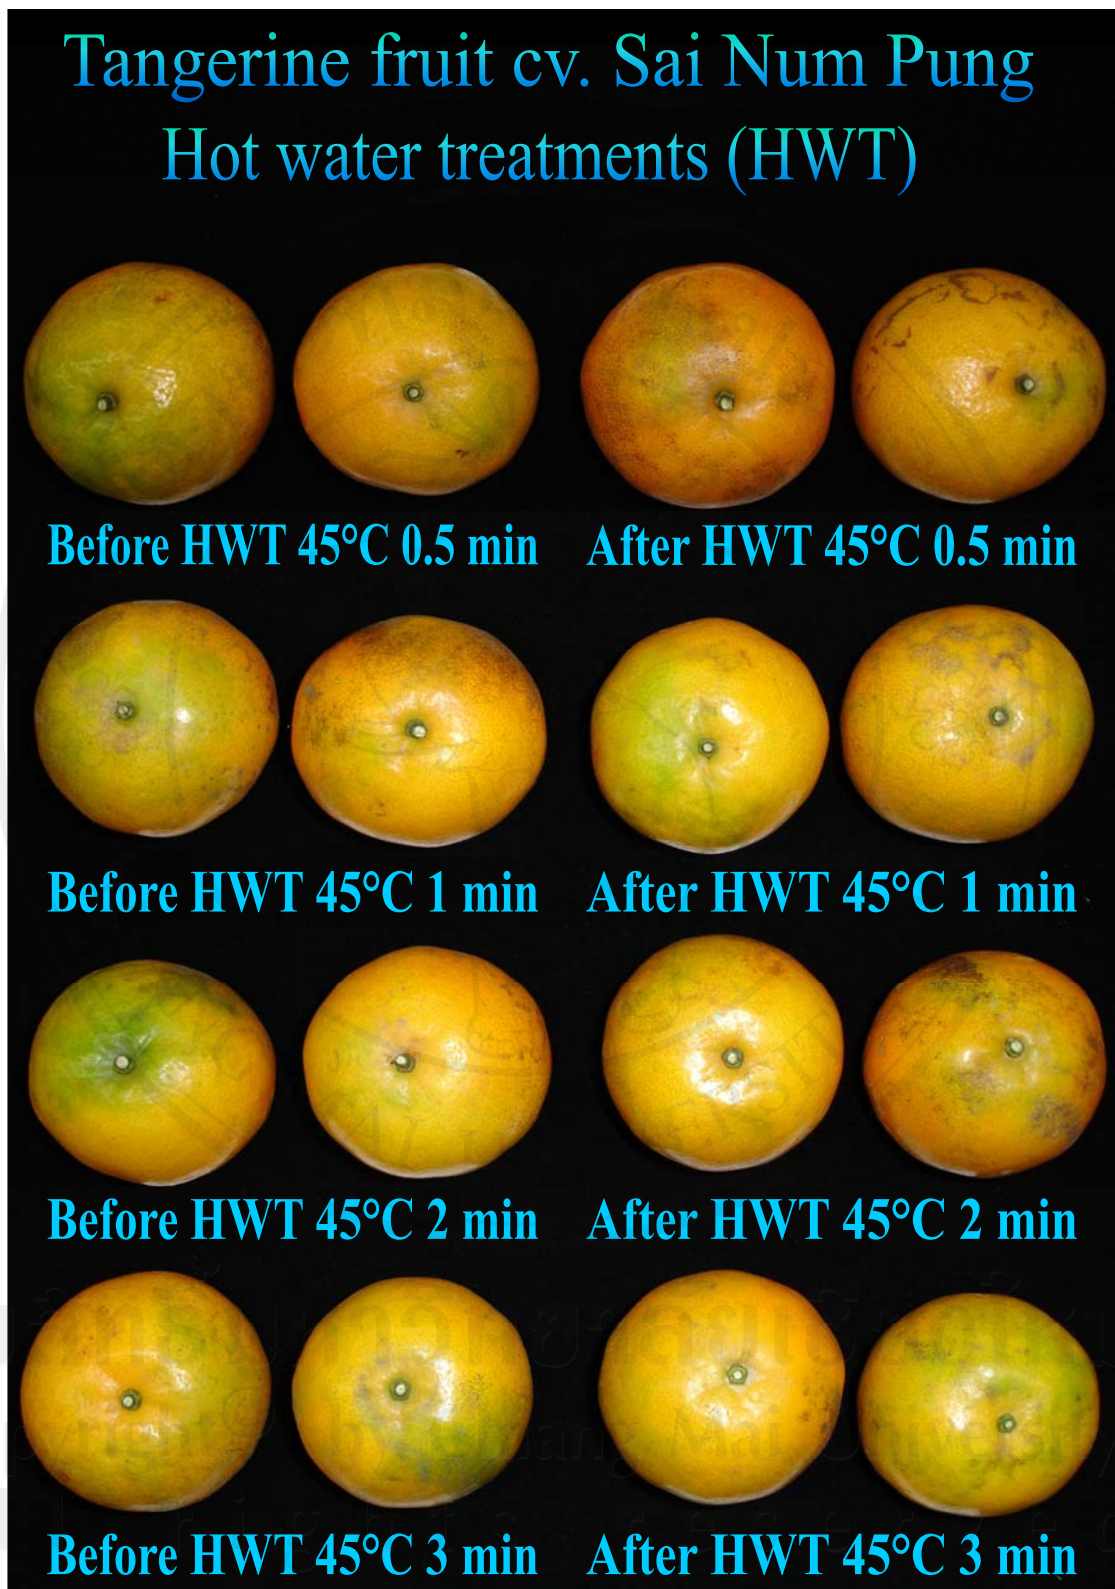 Tangerine fruit cv. Sai Num Pung
Hot water treatments (HWT)
Before HWT 45°C 0.5 min After HWT 45°C 0.5 min
Before HWT 45°C 1 min After HWT 45°C 1 min
Before HWT 45°C 2 min After HWT 45°C 2 min
Before HWT 45°C 3 min After HWT 45°C 3 min